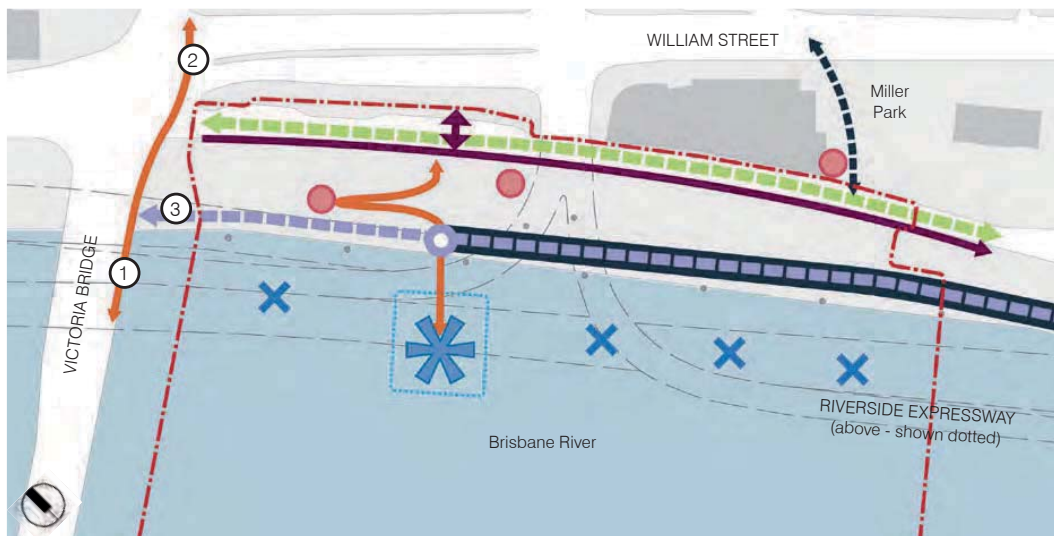 2
WILLIAM STREET
Miller
Park
3
1
VICTORIA BRIDGE
RIVERSIDE EXPRESSWAY
(above - shown dotted)
Brisbane River